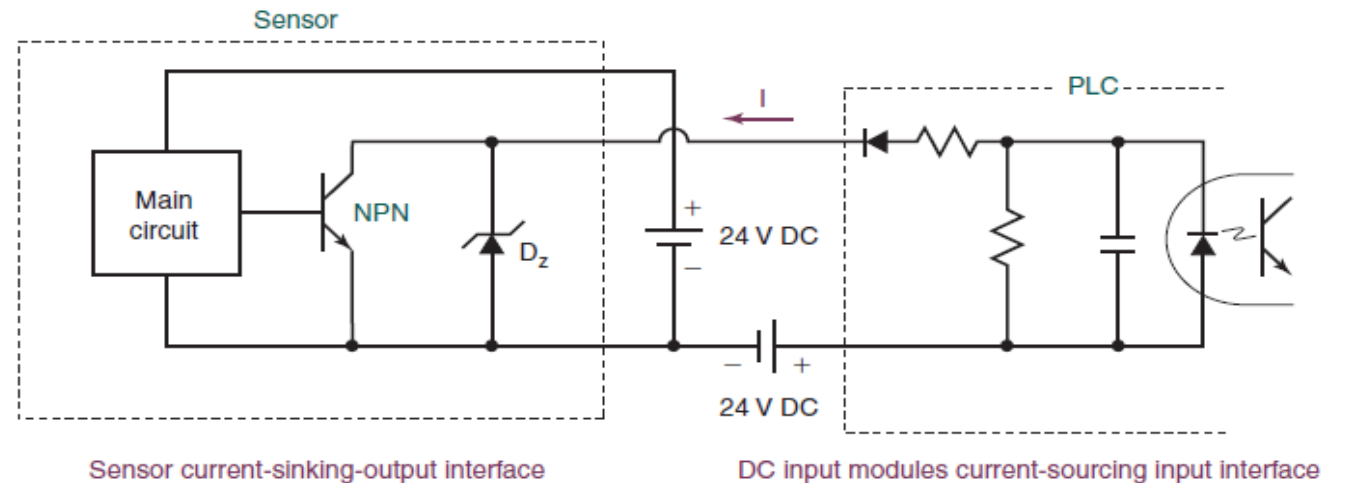 Sensor
PLC
I
Main
circuit
NPN
Dz
+
24 V DC
−
− +
24 V DC
Sensor current-sinking-output interface
DC input modules current-sourcing input interface